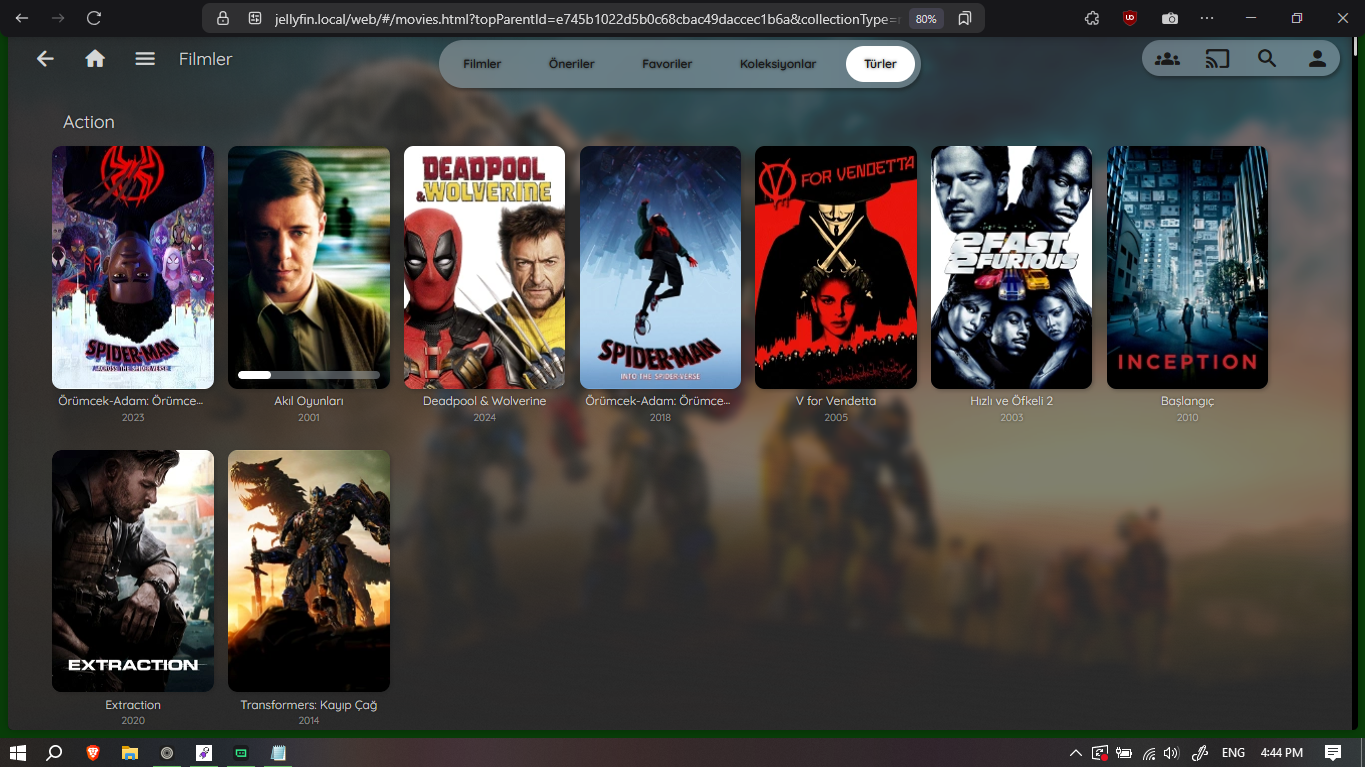 jellyfin.local/web/#/movies.html?topParentId=e745b1022d5b0c68cbac49daccec1b6a&collectionType=
80%
Filmler
Filmler
Öneriler
Favoriler
Koleksiyonlar
Türler
Action
SPIDER-MAN
ACROSS THE SPIDER-VERSE
DEADPOOL
& WOLVERINE
SPIDER-MAN
INTO THE SPIDER-VERSE
V FOR VENDETTA
2 FAST
2 FURIOUS
INCEPTION
Örümcek-Adam: Örümce...
2023
Akıl Oyunları
2001
Deadpool & Wolverine
2024
Örümcek-Adam: Örümce...
2018
V for Vendetta
2005
Hızlı ve Öfkeli 2
2003
Başlangıç
2010
EXTRACTION
Extraction
2020
Transformers: Kayıp Çağ
2014
ENG
4:44 PM